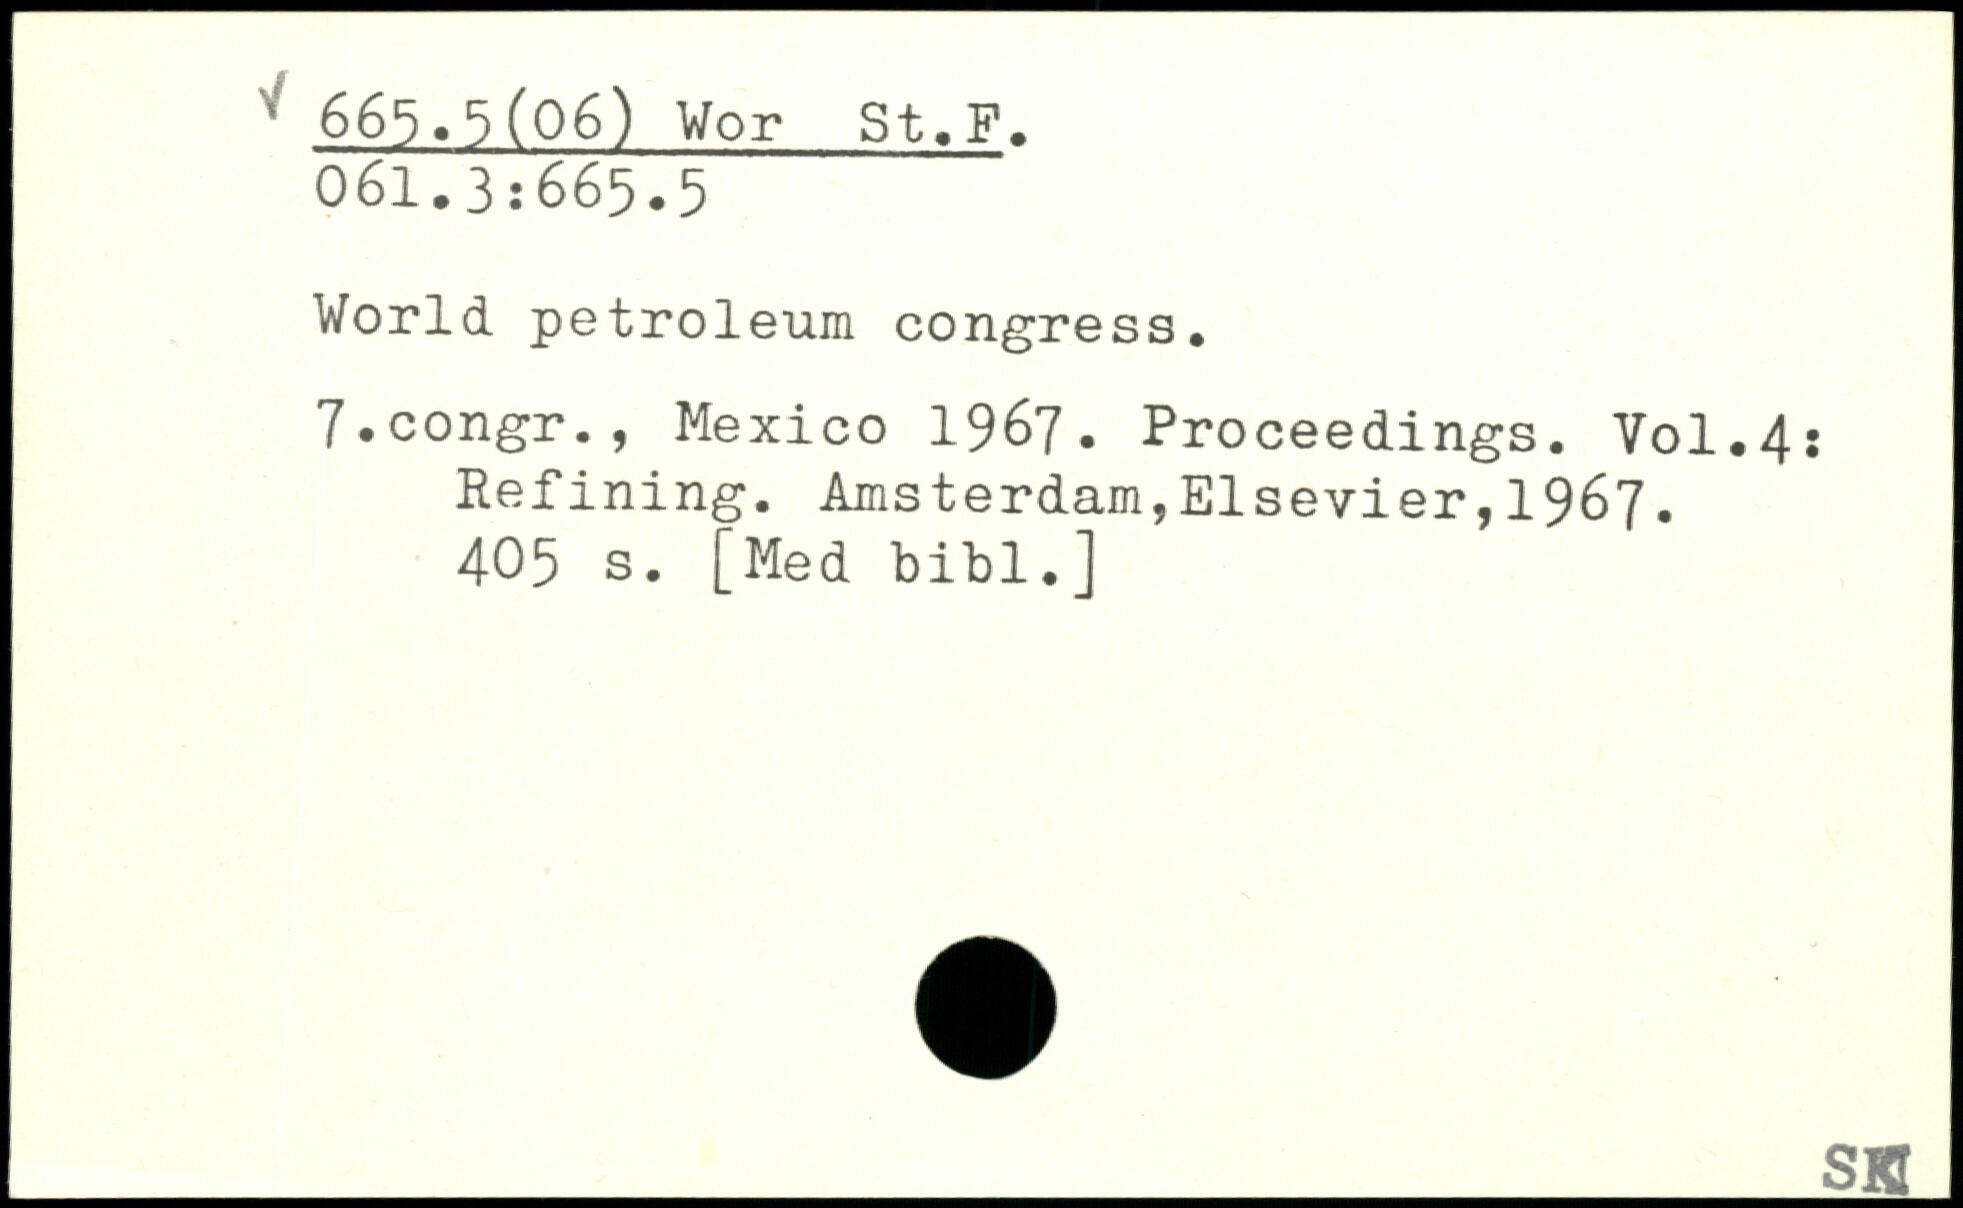 ✓ 665.5(06) Wor St.F.
061.3:665.5
World petroleum congress.
7.congr., Mexico 1967. Proceedings. Vol.4:
Refining. Amsterdam,Elsevier,1967.
405 s. [Med bibl.]